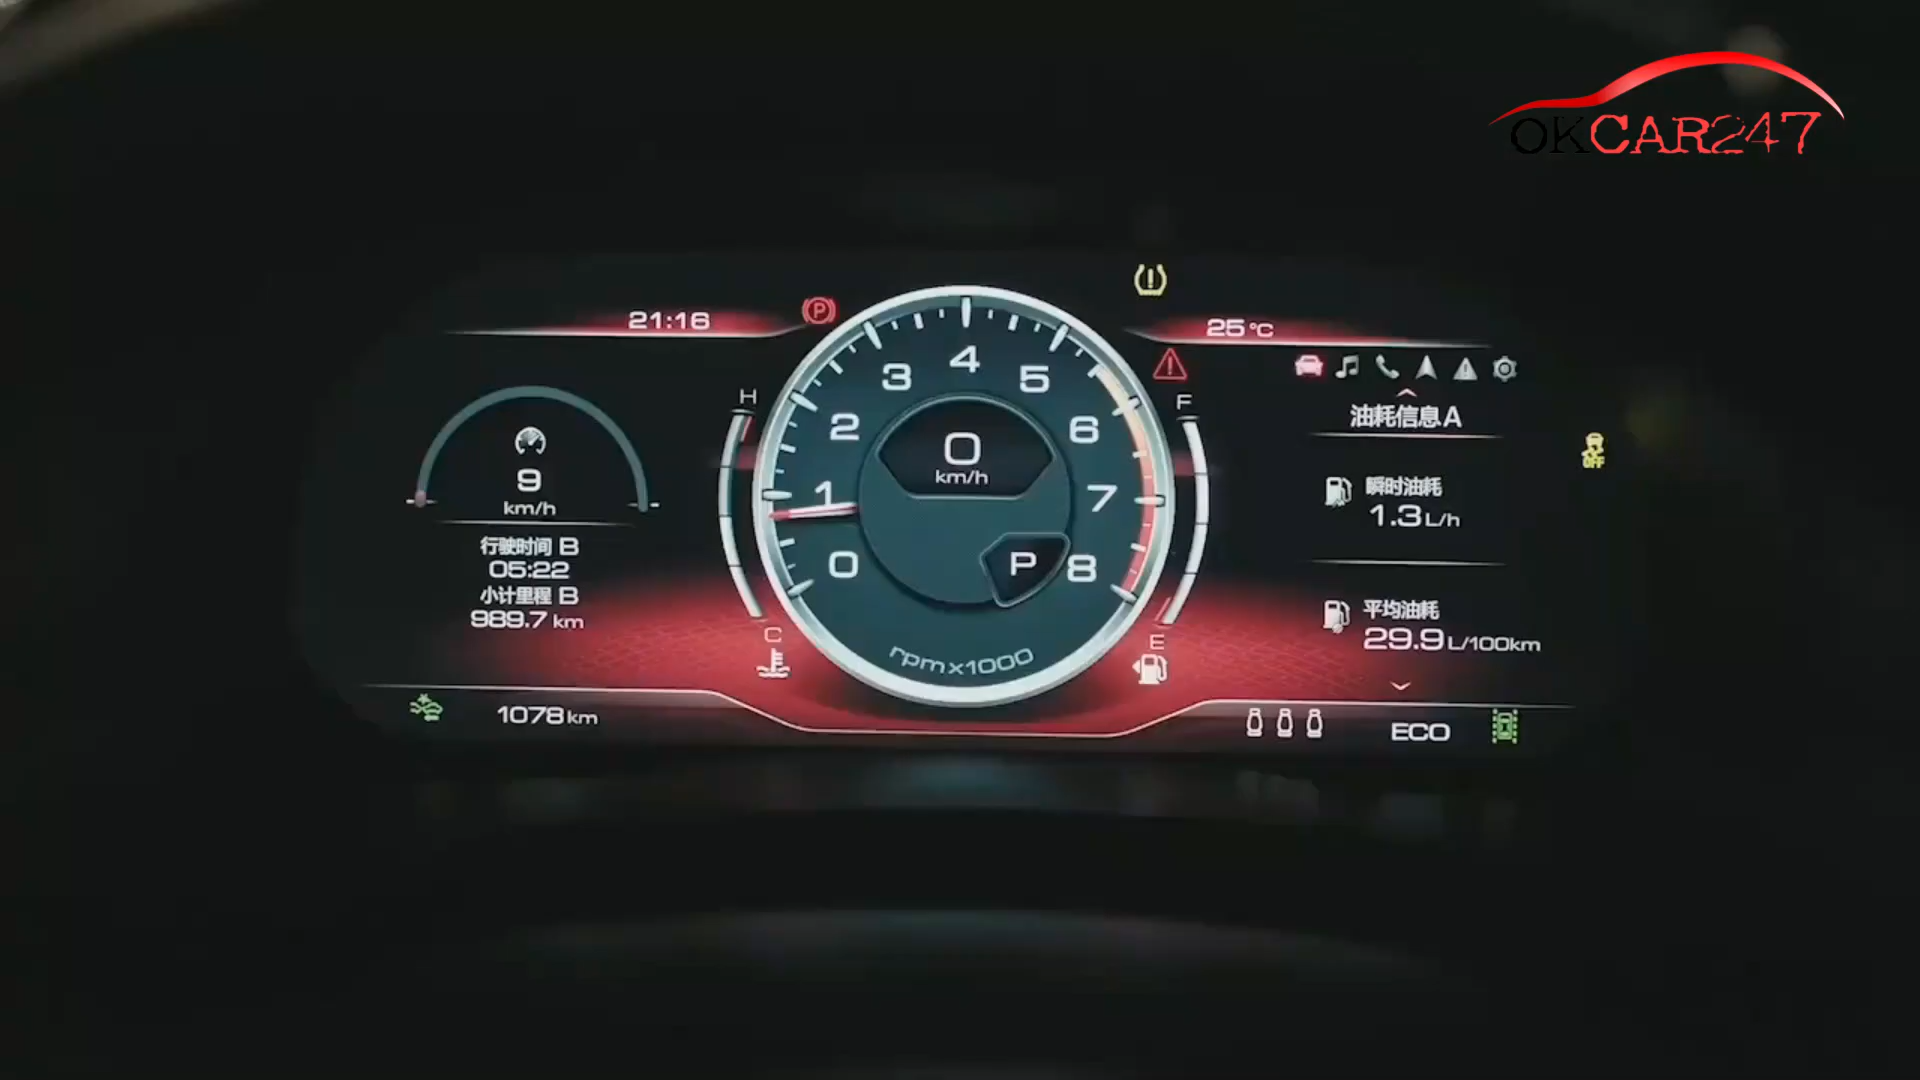 OKCAR247
21:16
25°C
H
9
km/h
行驶时间 B
05:22
小计里程 B
989.7 km
C
1078 km
0
1
2
3
4
5
6
7
8
0
km/h
P
rpmx1000
F
E
油耗信息A
瞬时油耗
1.3 L/h
平均油耗
29.9 L/100km
ECO
OFF